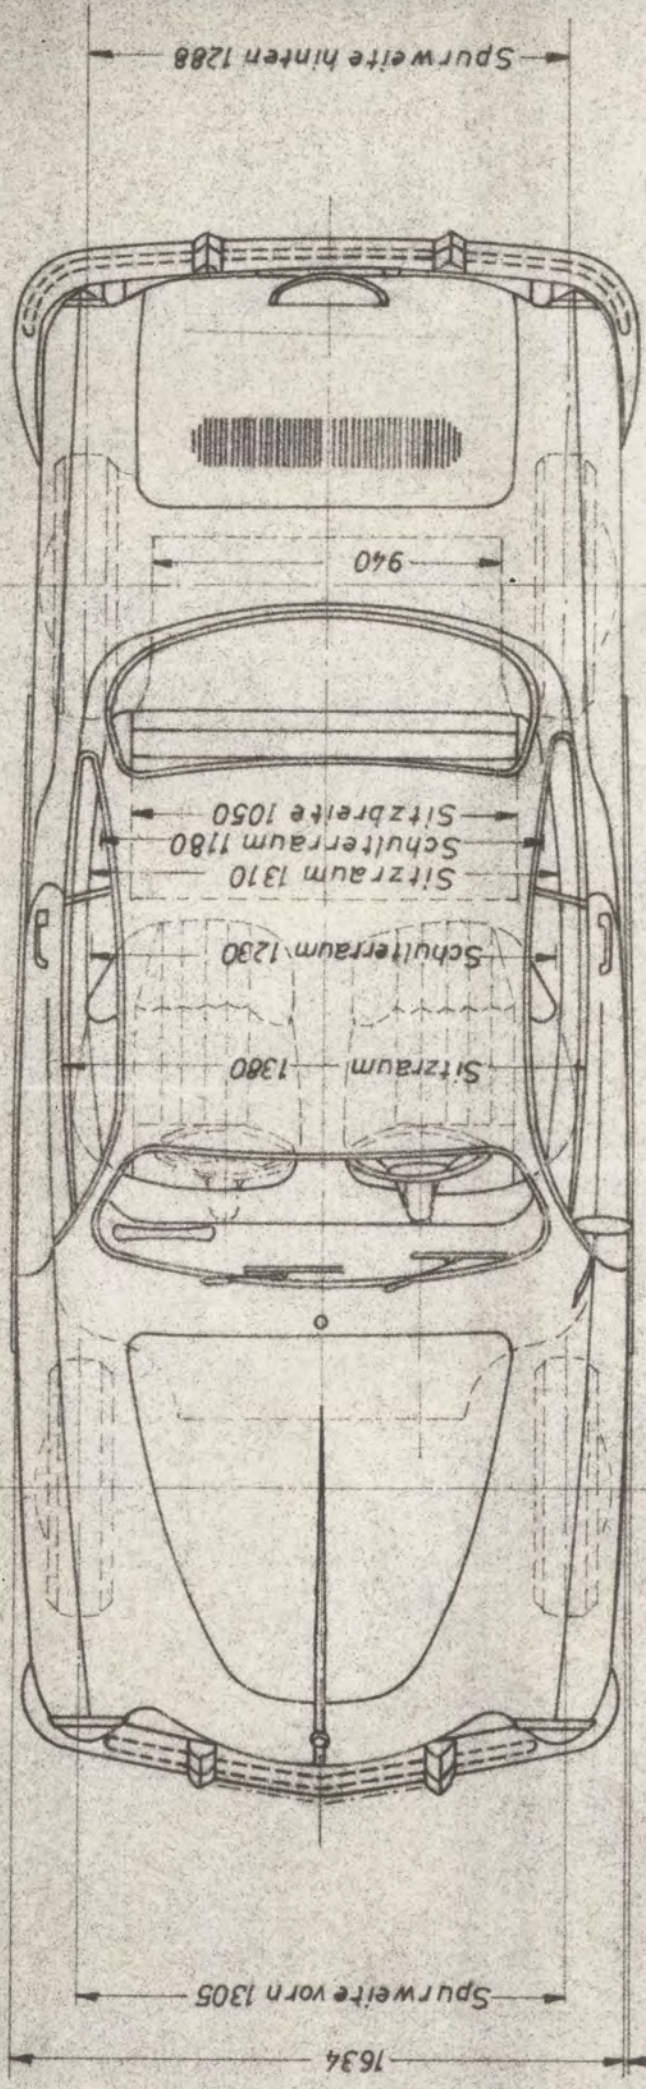 1634
Spurweite vorn 1305
Sitzraum 1380
Schulterraum 1230
Sitzraum 1310
Schulterraum 1180
Sitzbreite 1050
940
Spurweite hinten 1288